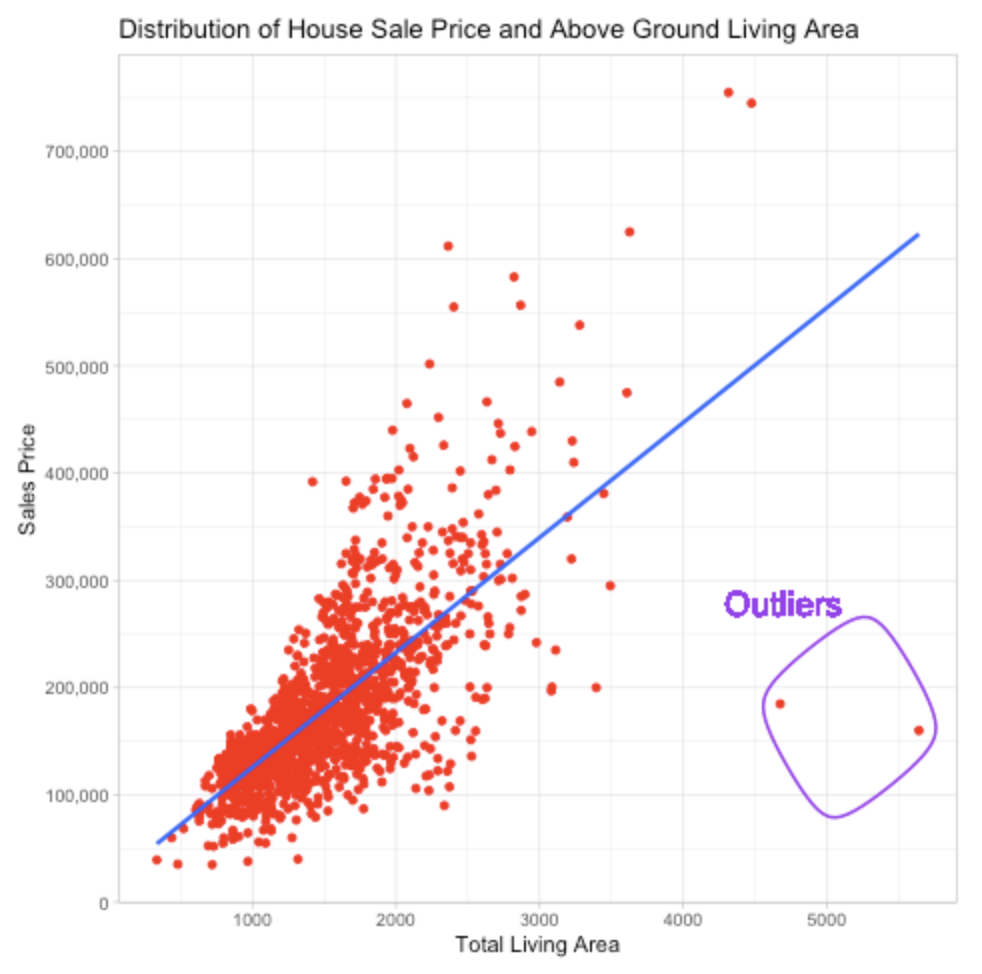 Distribution of House Sale Price and Above Ground Living Area
700,000
600,000
500,000
400,000
300,000
200,000
100,000
0
Sales Price
Outliers
1000 2000 3000 4000 5000
Total Living Area